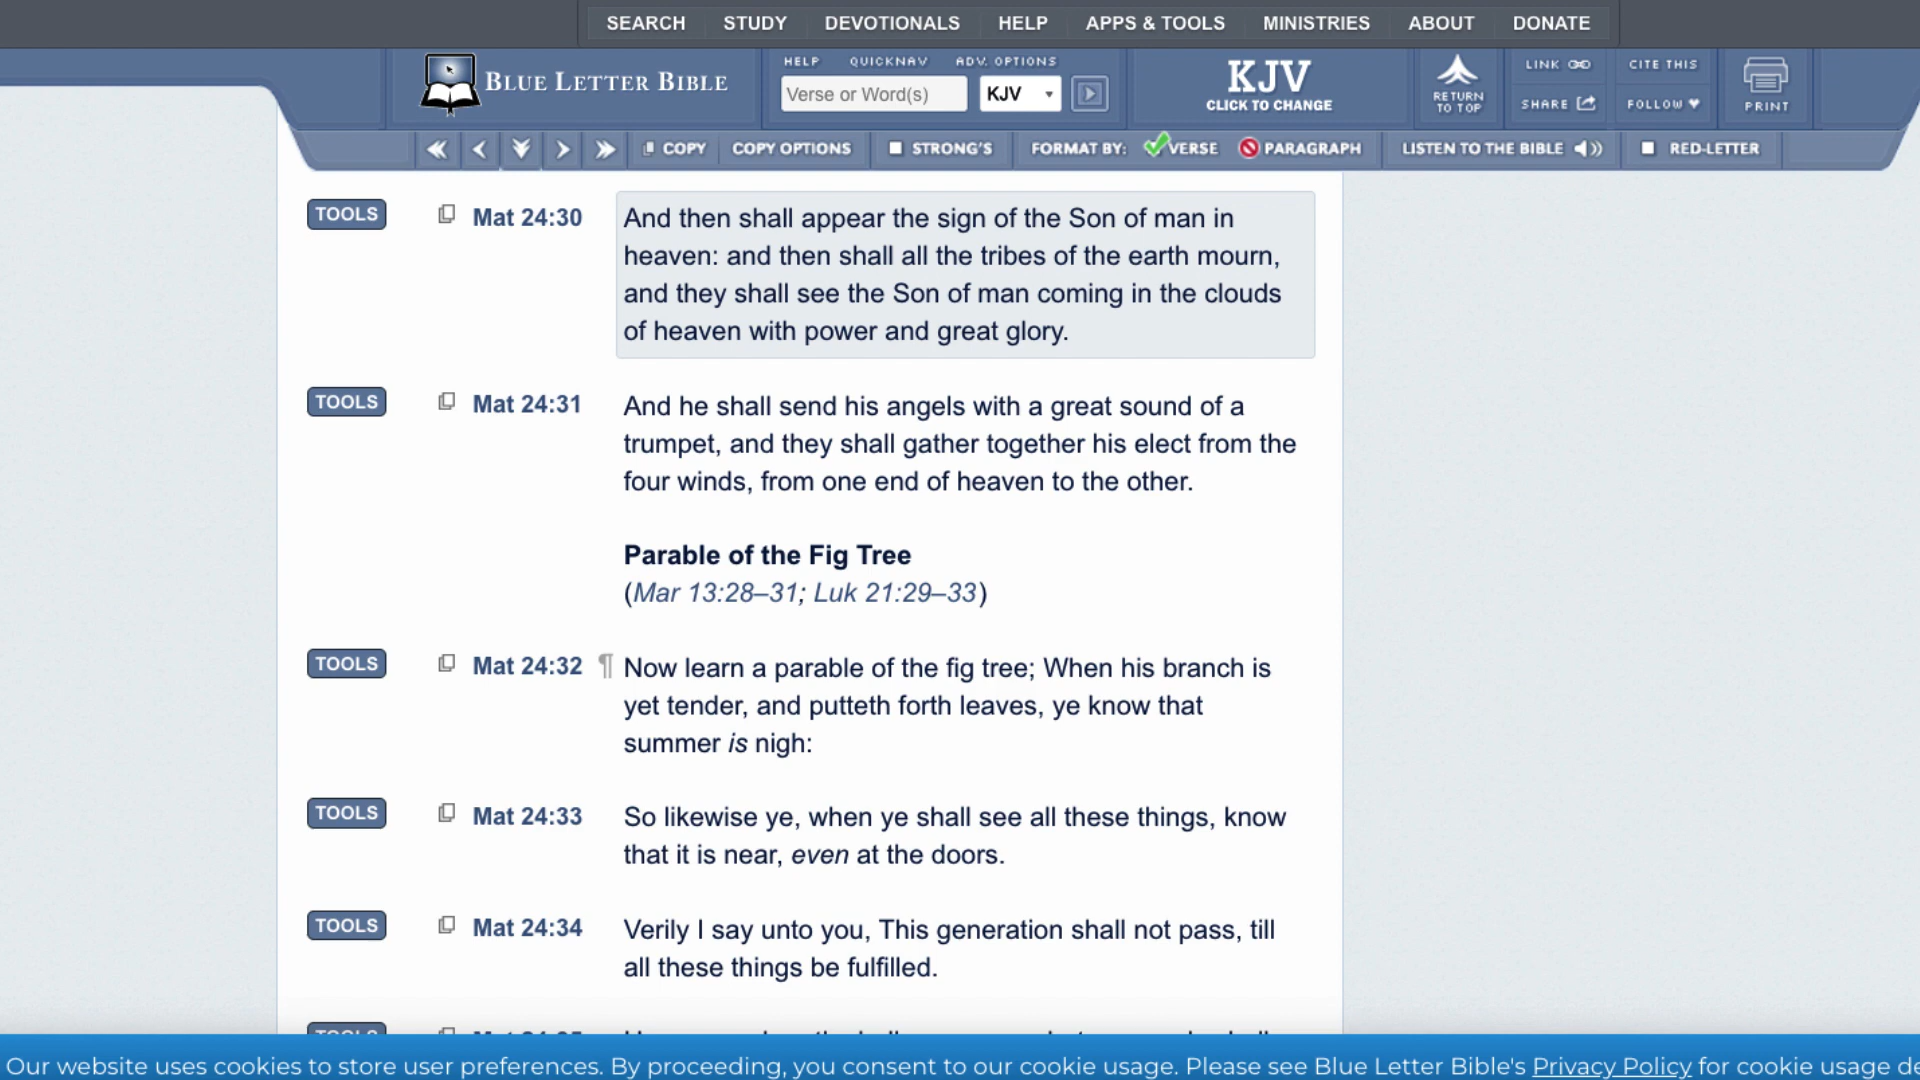 SEARCH STUDY DEVOTIONALS HELP APPS & TOOLS MINISTRIES ABOUT DONATE
BLUE LETTER BIBLE
HELP QUICKNAV ADV. OPTIONS
Verse or Word(s) KJV
KJV
CLICK TO CHANGE
RETURN
TO TOP
LINK
SHARE
CITE THIS
FOLLOW
PRINT
COPY COPY OPTIONS STRONG'S FORMAT BY: VERSE PARAGRAPH LISTEN TO THE BIBLE RED-LETTER
TOOLS Mat 24:30 And then shall appear the sign of the Son of man in
heaven: and then shall all the tribes of the earth mourn,
and they shall see the Son of man coming in the clouds
of heaven with power and great glory.
TOOLS Mat 24:31 And he shall send his angels with a great sound of a
trumpet, and they shall gather together his elect from the
four winds, from one end of heaven to the other.
Parable of the Fig Tree
(Mar 13:28–31; Luk 21:29–33)
TOOLS Mat 24:32 ¶ Now learn a parable of the fig tree; When his branch is
yet tender, and putteth forth leaves, ye know that
summer is nigh:
TOOLS Mat 24:33 So likewise ye, when ye shall see all these things, know
that it is near, even at the doors.
TOOLS Mat 24:34 Verily I say unto you, This generation shall not pass, till
all these things be fulfilled.
Our website uses cookies to store user preferences. By proceeding, you consent to our cookie usage. Please see Blue Letter Bible's Privacy Policy for cookie usage de